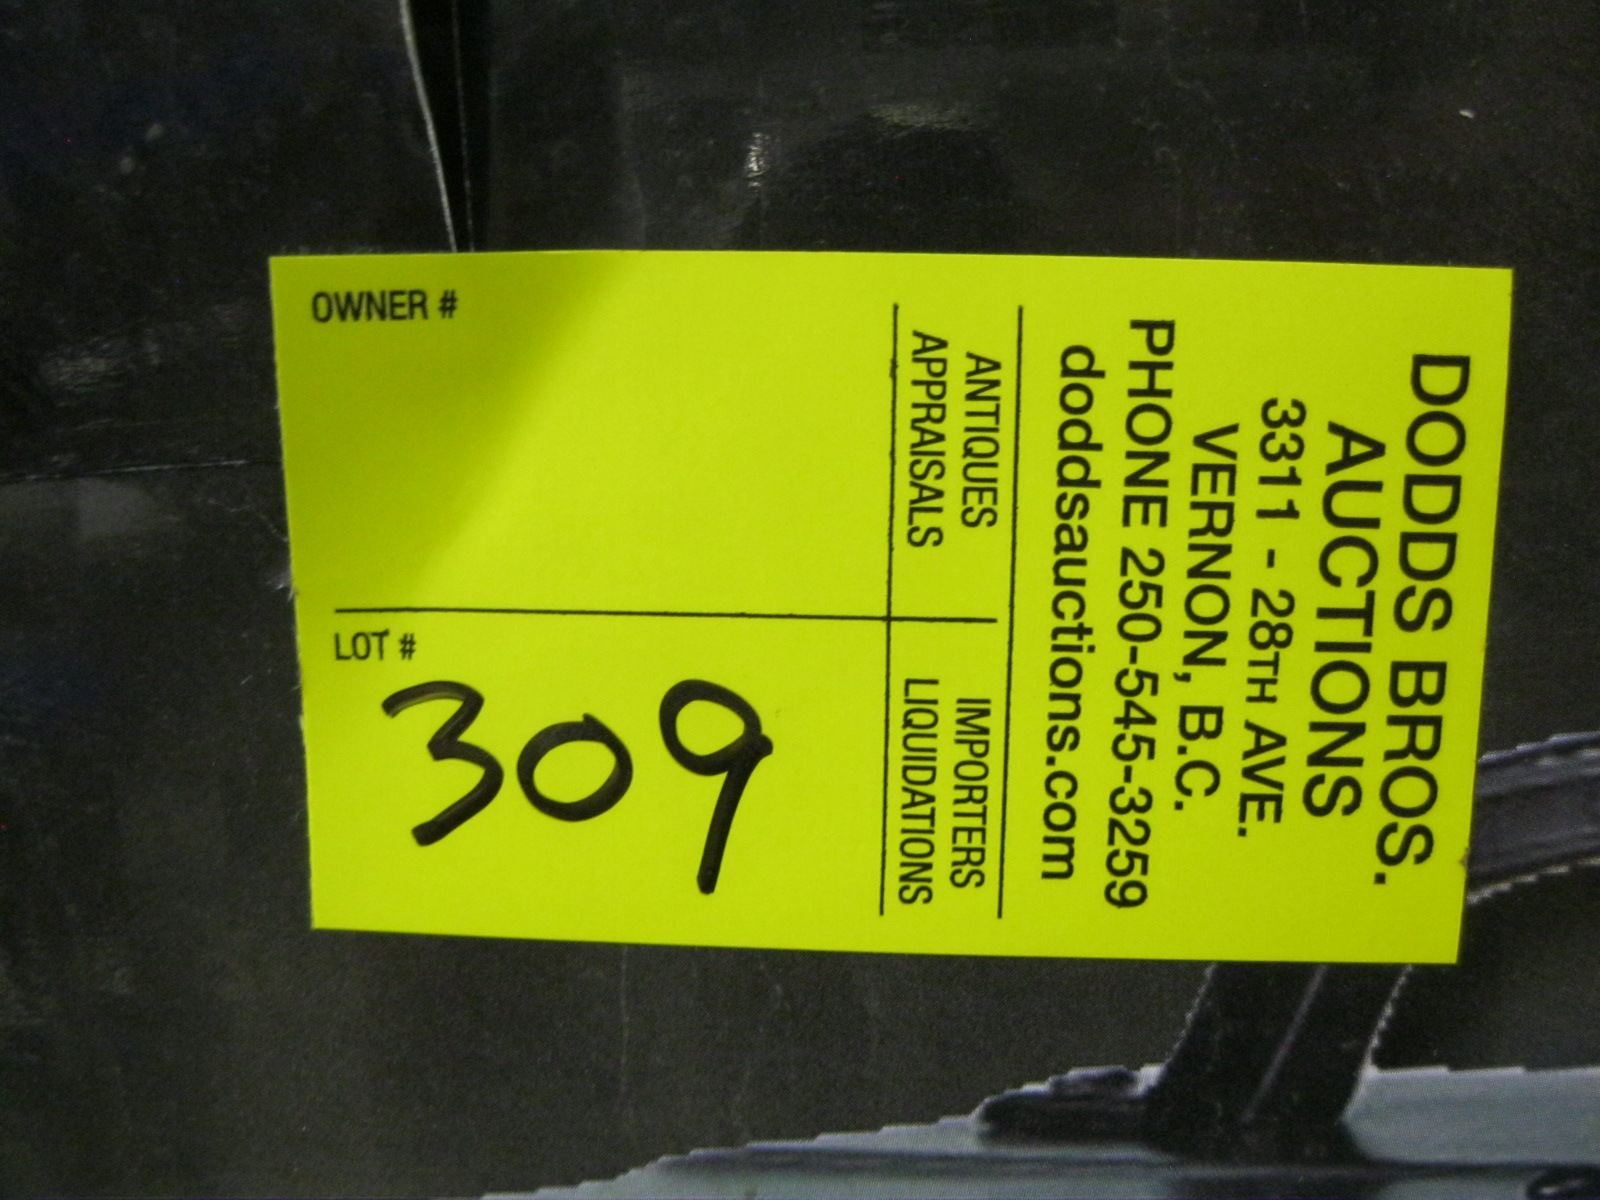 DODDS BROS.
AUCTIONS
3311 - 28TH AVE.
VERNON, B.C.
PHONE 250-545-3259
doddsauctions.com
ANTIQUES
APPRAISALS
IMPORTERS
LIQUIDATIONS
OWNER #
LOT #
309